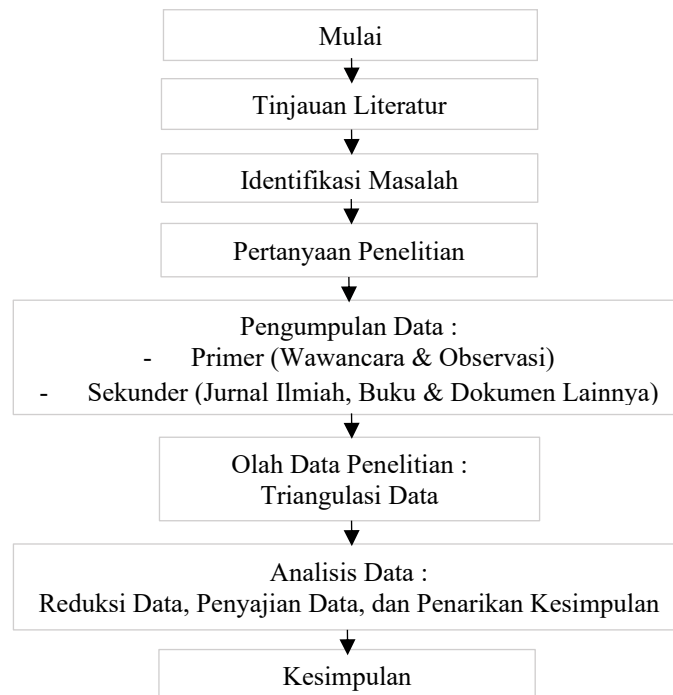 Mulai
Tinjauan Literatur
Identifikasi Masalah
Pertanyaan Penelitian
Pengumpulan Data :
- Primer (Wawancara & Observasi)
- Sekunder (Jurnal Ilmiah, Buku & Dokumen Lainnya)
Olah Data Penelitian :
Triangulasi Data
Analisis Data :
Reduksi Data, Penyajian Data, dan Penarikan Kesimpulan
Kesimpulan